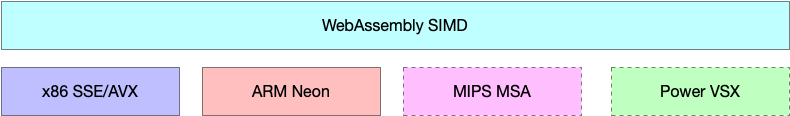 WebAssembly SIMD
x86 SSE/AVX
ARM Neon
MIPS MSA
Power VSX